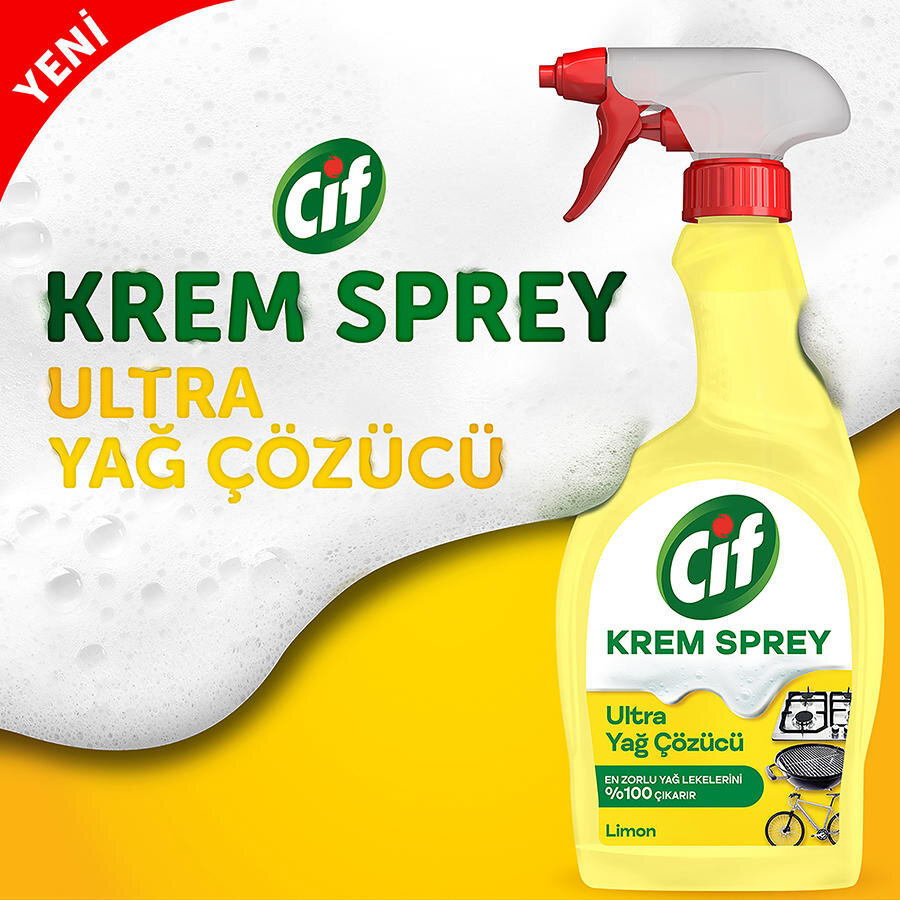 YENİ
Cif
KREM SPREY
ULTRA
YAĞ ÇÖZÜCÜ
Cif
KREM SPREY
Ultra
Yağ Çözücü
EN ZORLU YAĞ LEKELERİNİ
%100 ÇIKARIR
Limon